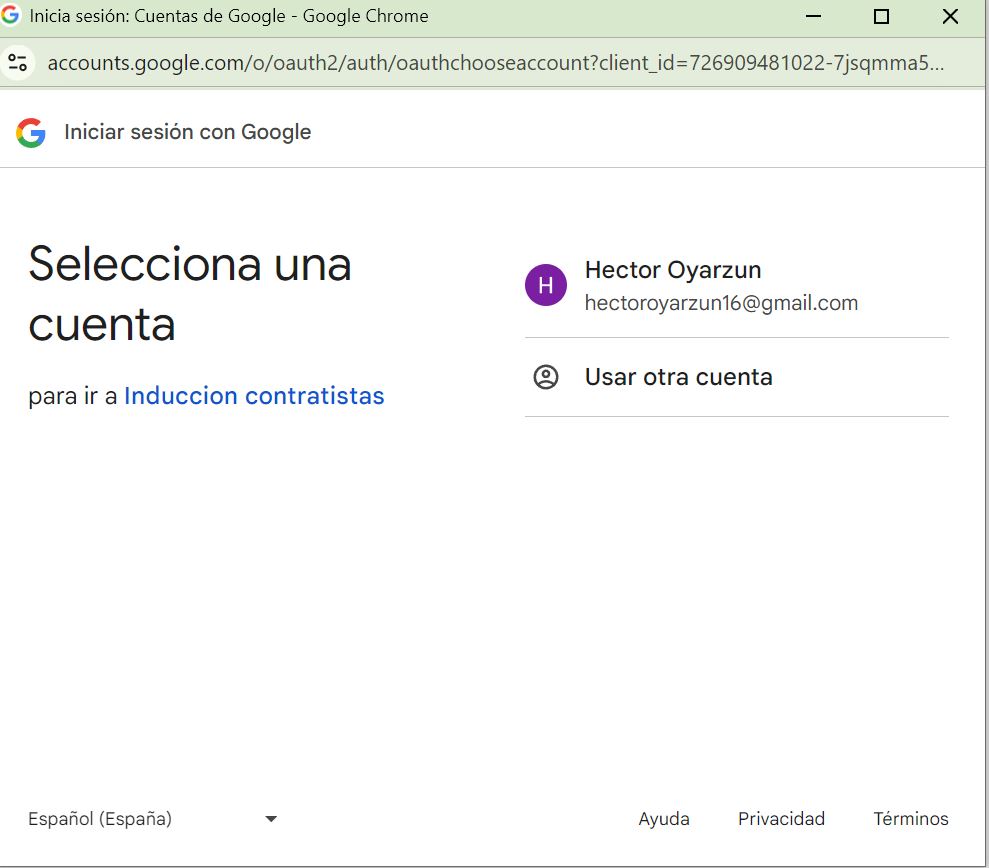 Inicia sesión: Cuentas de Google - Google Chrome
accounts.google.com/o/oauth2/auth/oauthchooseaccount?client_id=726909481022-7jsqmma5...
Iniciar sesión con Google
Selecciona una
cuenta
para ir a Induccion contratistas
H
Hector Oyarzun
hectoroyarzun16@gmail.com
Usar otra cuenta
Español (España)
Ayuda
Privacidad
Términos